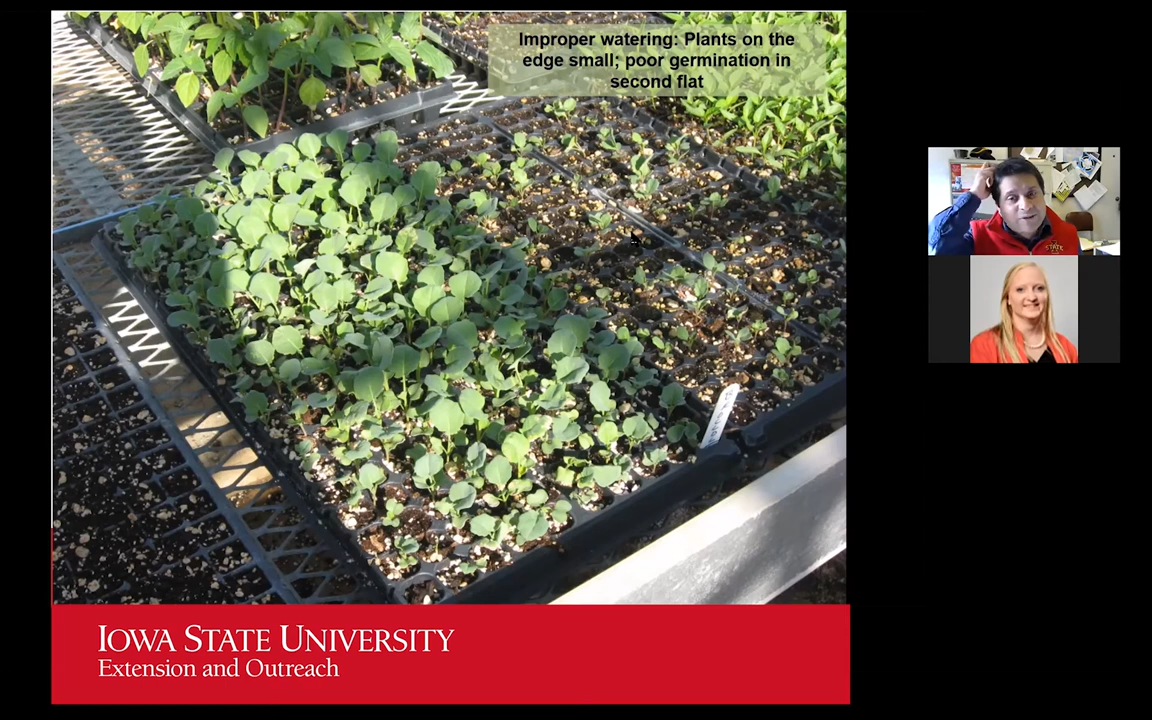 Improper watering: Plants on the
edge small; poor germination in
second flat
IOWA STATE UNIVERSITY
Extension and Outreach